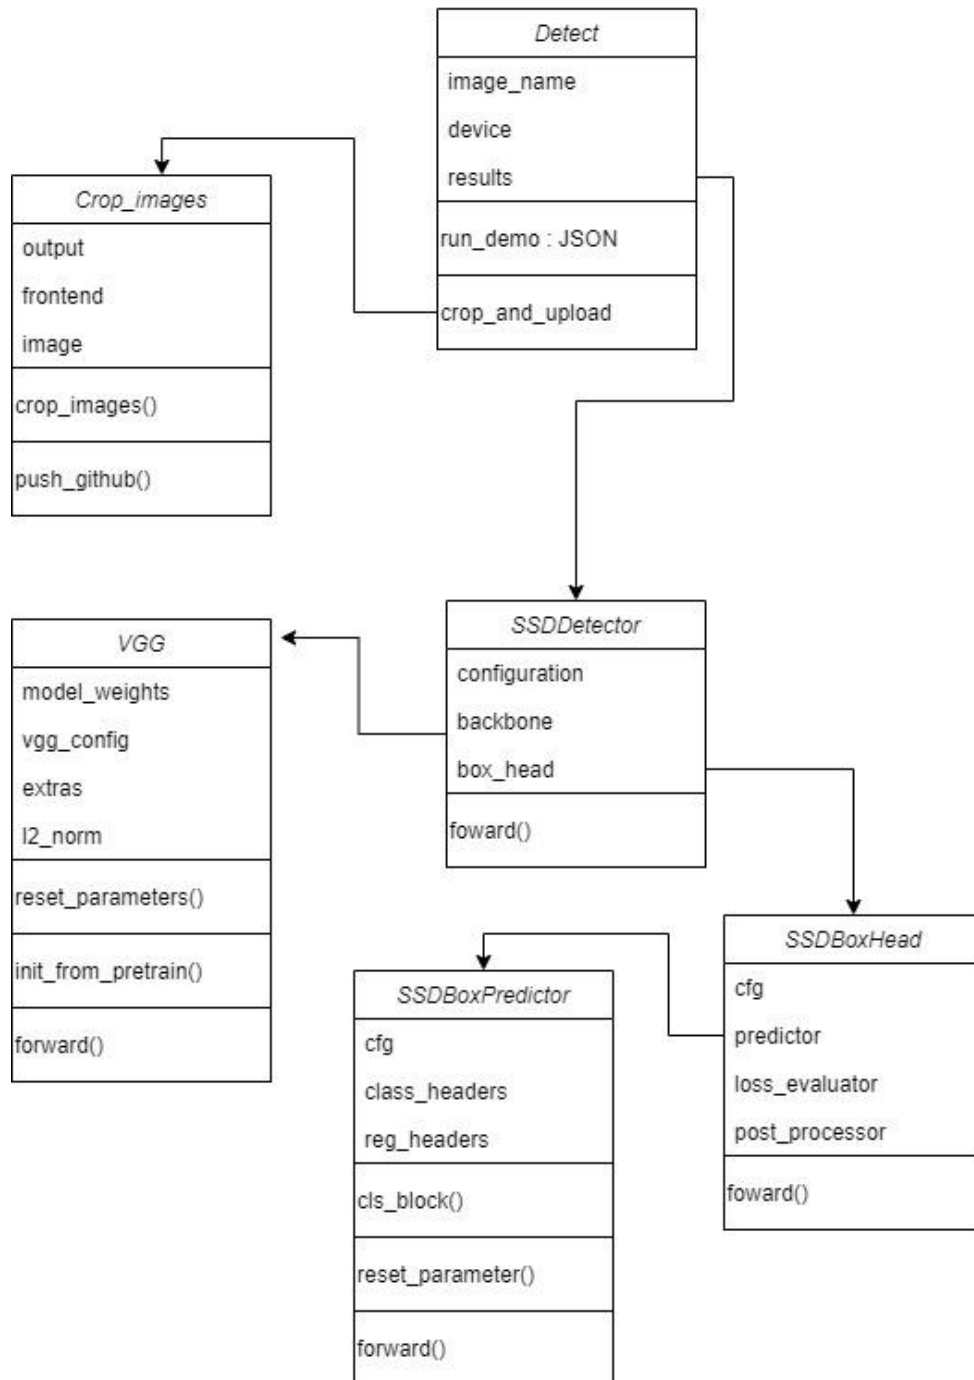 Detect
image_name
device
results
run_demo : JSON
crop_and_upload
Crop_images
output
frontend
image
crop_images()
push_github()
SSDDetector
configuration
backbone
box_head
foward()
VGG
model_weights
vgg_config
extras
l2_norm
reset_parameters()
init_from_pretrain()
forward()
SSDBoxHead
cfg
predictor
loss_evaluator
post_processor
foward()
SSDBoxPredictor
cfg
class_headers
reg_headers
cls_block()
reset_parameter()
forward()